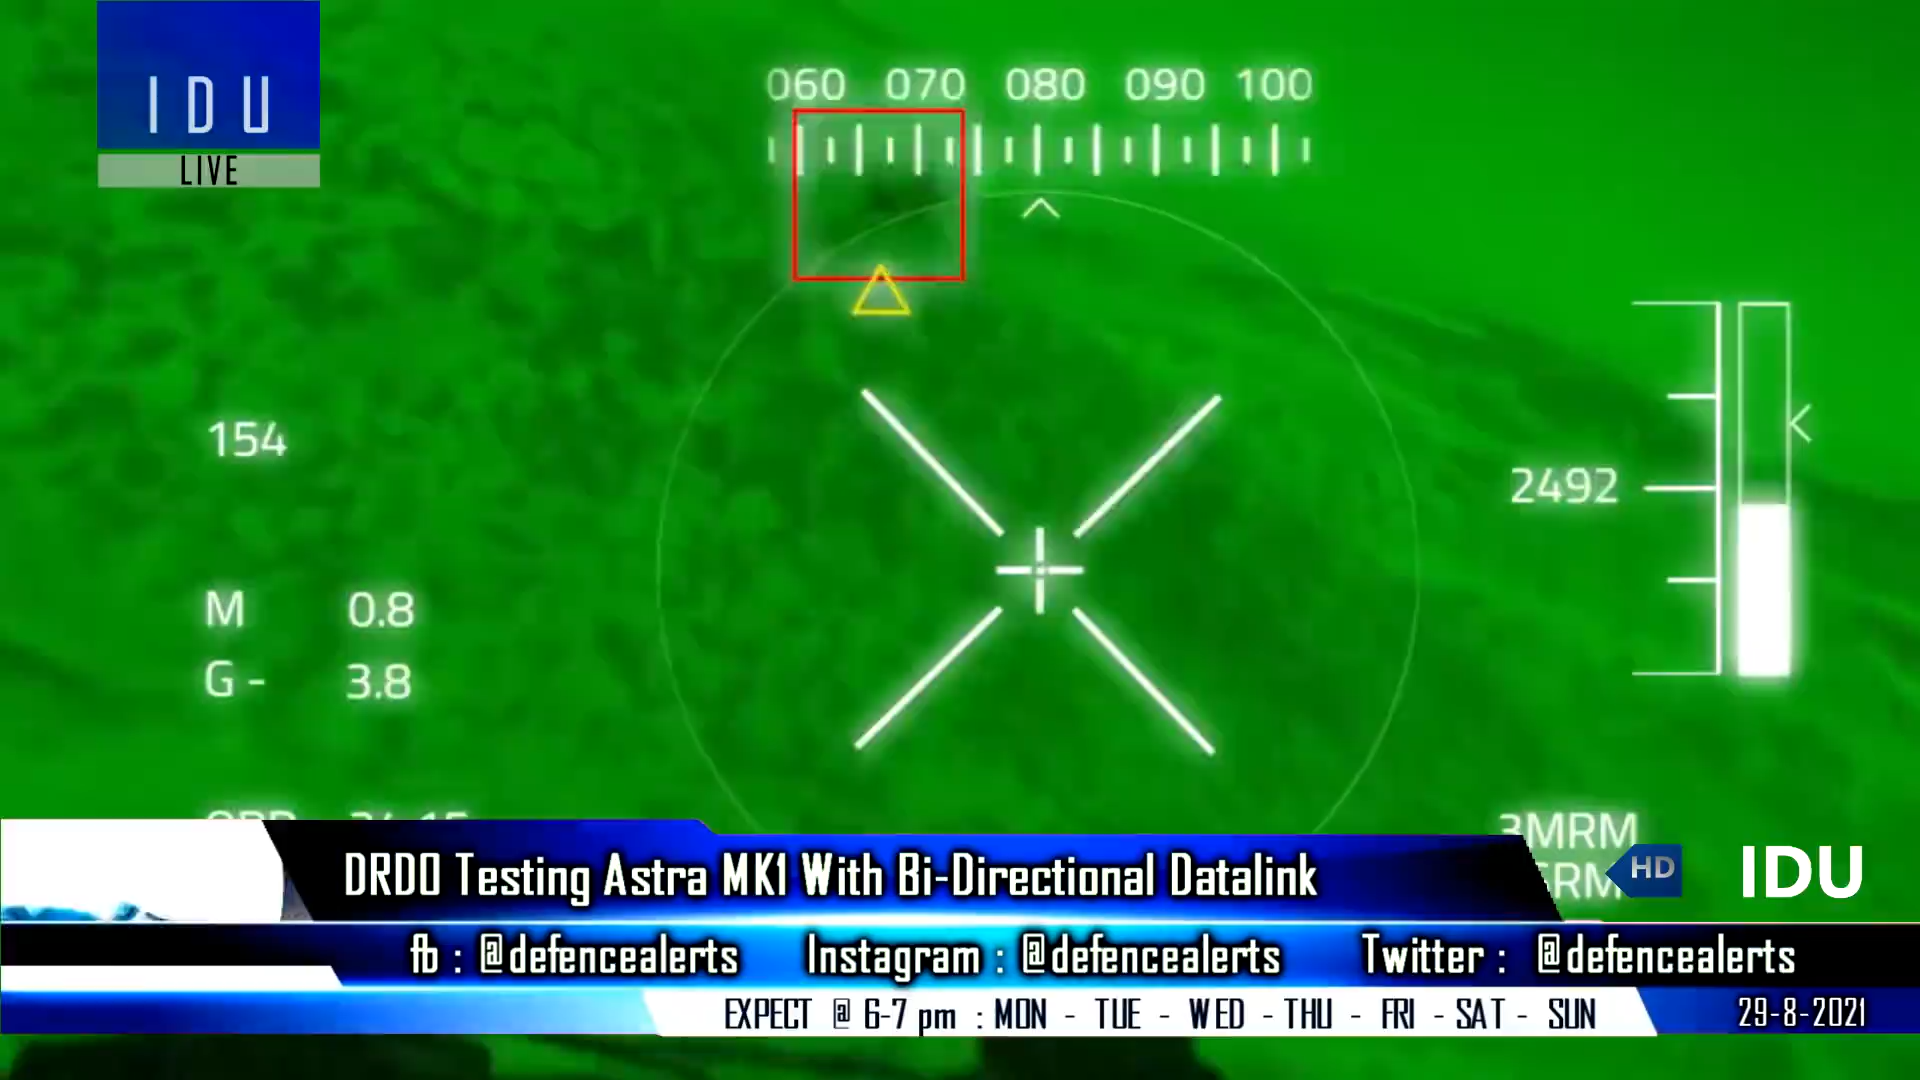 IDU
LIVE
060 070 080 090 100
154
2492
M 0.8
G - 3.8
3MRM
DRDO Testing Astra MK1 With Bi-Directional Datalink
HD
IDU
fb : @defencealerts Instagram : @defencealerts Twitter : @defencealerts
EXPECT @ 6-7 pm : MON - TUE - WED - THU - FRI - SAT - SUN
29-8-2021